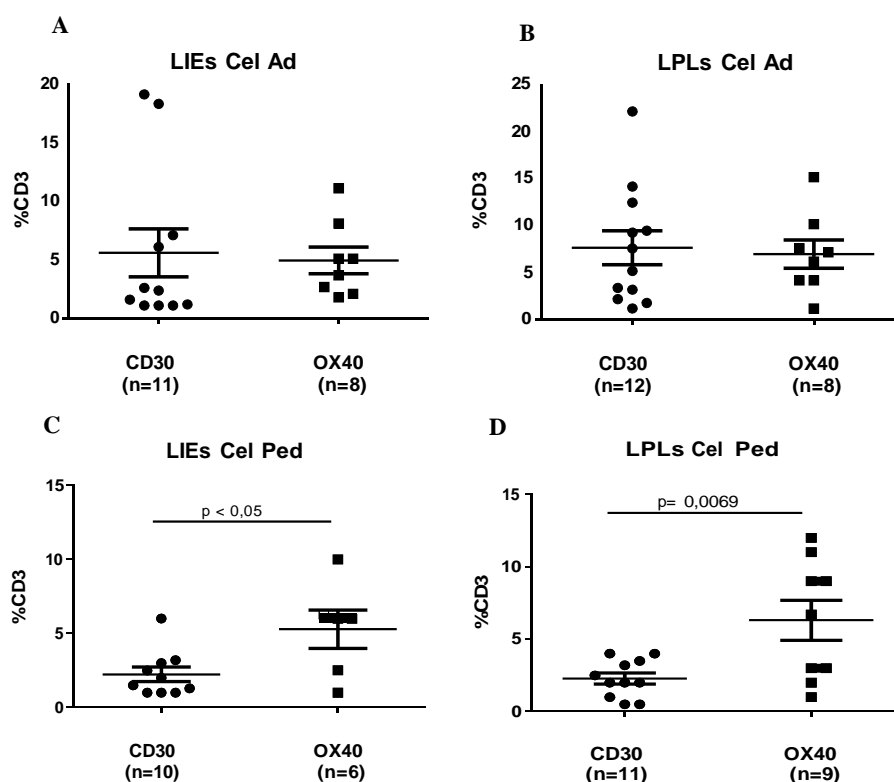 A
LIEs Cel Ad
20
15
10
5
0
%CD3
CD30
(n=11)
OX40
(n=8)
B
LPLs Cel Ad
25
20
15
10
5
0
%CD3
CD30
(n=12)
OX40
(n=8)
C
LIEs Cel Ped
15
10
5
0
%CD3
p < 0,05
CD30
(n=10)
OX40
(n=6)
D
LPLs Cel Ped
15
10
5
0
%CD3
p= 0,0069
CD30
(n=11)
OX40
(n=9)